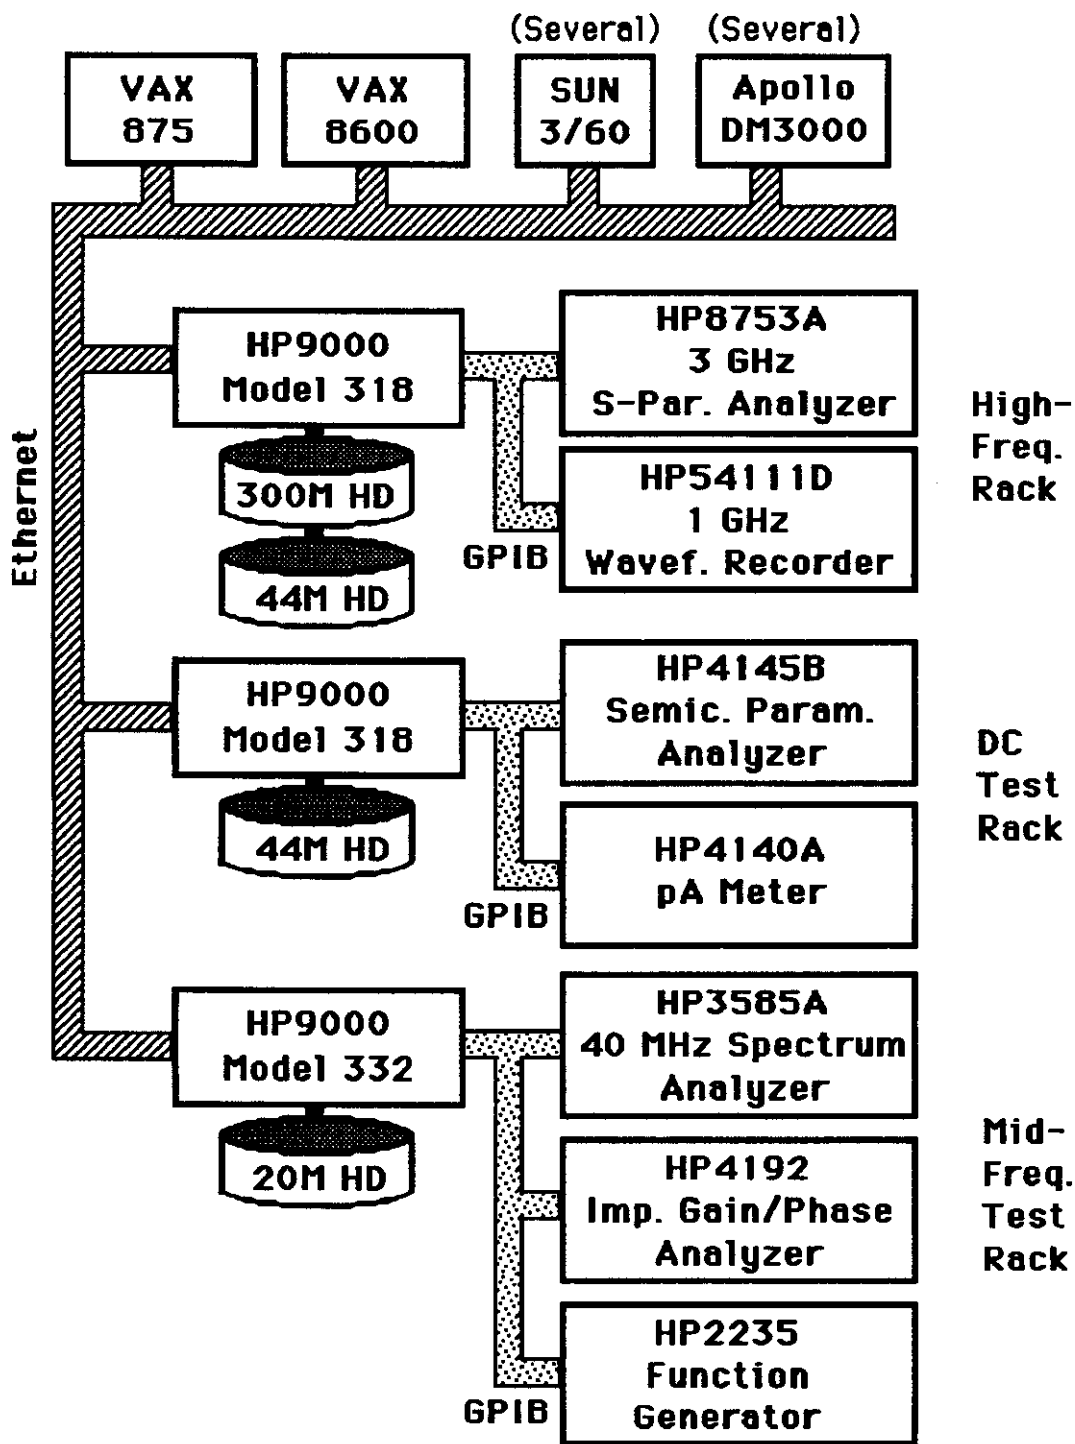 (Several) (Several)
VAX
875
VAX
8600
SUN
3/60
Apollo
DM3000
Ethernet
HP9000
Model 318
300M HD
44M HD
GPIB
HP8753A
3 GHz
S-Par. Analyzer
HP54111D
1 GHz
Wavef. Recorder
High-
Freq.
Rack
HP9000
Model 318
44M HD
GPIB
HP4145B
Semic. Param.
Analyzer
HP4140A
pA Meter
DC
Test
Rack
HP9000
Model 332
20M HD
GPIB
HP3585A
40 MHz Spectrum
Analyzer
HP4192
Imp. Gain/Phase
Analyzer
HP2235
Function
Generator
Mid-
Freq.
Test
Rack